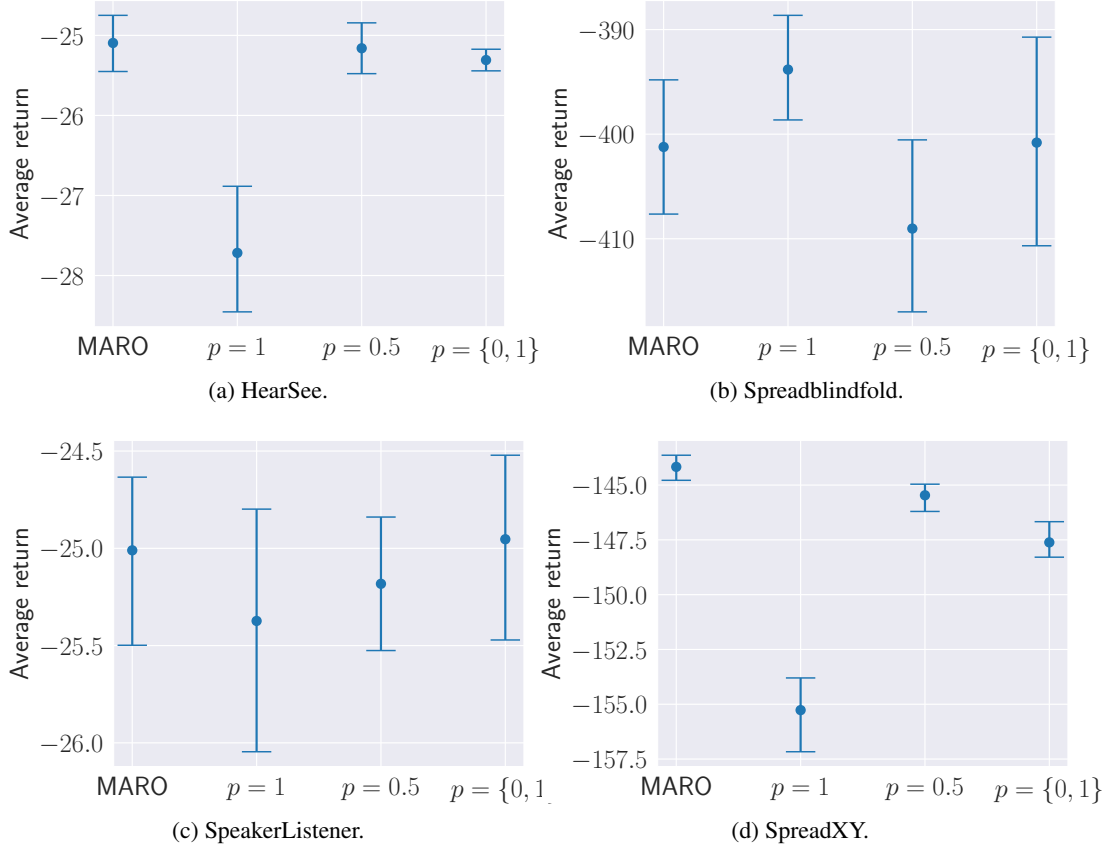 −25
−26
−27
−28
Average return
MARO p = 1 p = 0.5 p = {0, 1}
(a) HearSee.
−390
−400
−410
Average return
MARO p = 1 p = 0.5 p = {0, 1}
(b) Spreadblindfold.
−24.5
−25.0
−25.5
−26.0
Average return
MARO p = 1 p = 0.5 p = {0, 1
(c) SpeakerListener.
−145.0
−147.5
−150.0
−152.5
−155.0
−157.5
Average return
MARO p = 1 p = 0.5 p = {0, 1}
(d) SpreadXY.